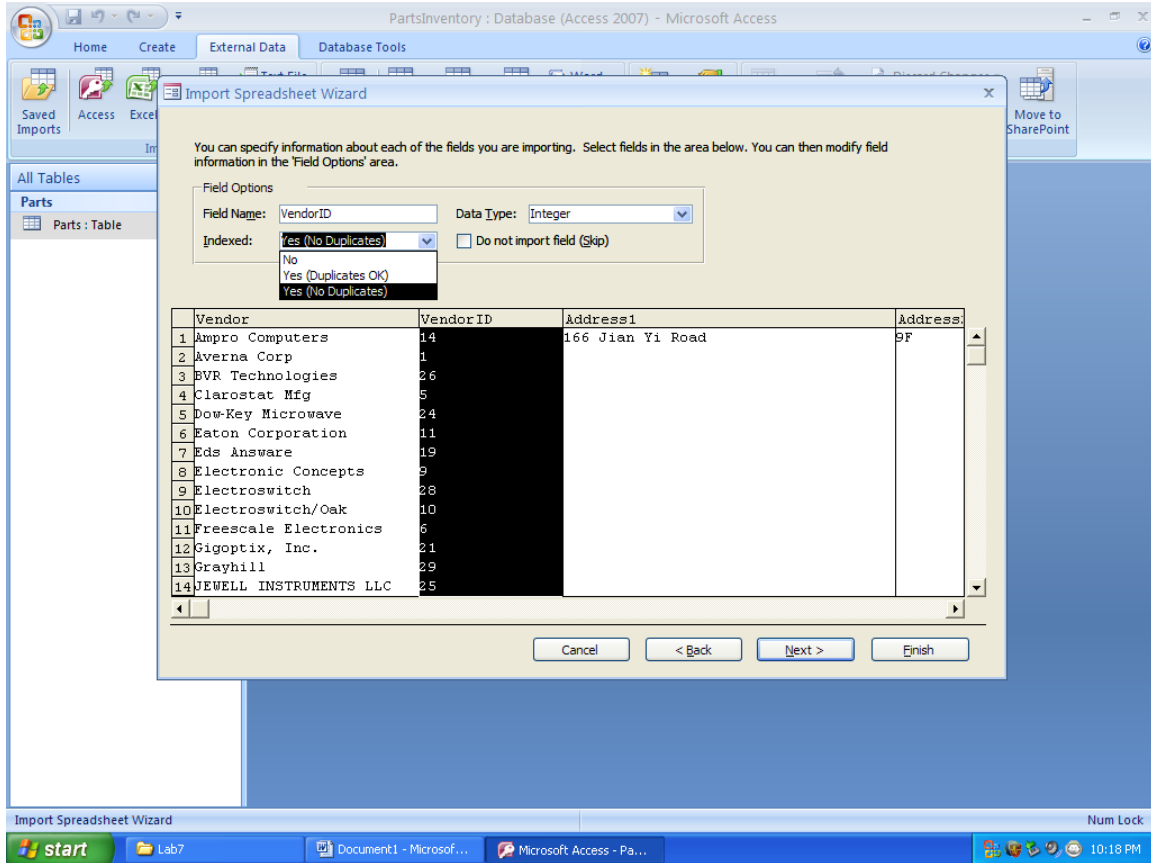 PartsInventory : Database (Access 2007) - Microsoft Access
Home Create External Data Database Tools
Saved Imports
Access
Excel
Im
Text File
Word
Discard Changes
Move to SharePoint
Import Spreadsheet Wizard
You can specify information about each of the fields you are importing. Select fields in the area below. You can then modify field
information in the 'Field Options' area.
Field Options
Field Name: VendorID Data Type: Integer
Indexed: Yes (No Duplicates) Do not import field (Skip)
No
Yes (Duplicates OK)
Yes (No Duplicates)
All Tables
Parts
Parts : Table
Vendor VendorID Address1 Address
1 Ampro Computers 14 166 Jian Yi Road 9F
2 Averna Corp 1
3 BVR Technologies 26
4 Clarostat Mfg 5
5 Dow-Key Microwave 24
6 Eaton Corporation 11
7 Eds Answare 19
8 Electronic Concepts 9
9 Electroswitch 28
10 Electroswitch/Oak 10
11 Freescale Electronics 6
12 Gigoptix, Inc. 21
13 Grayhill 29
14 JEWELL INSTRUMENTS LLC 25
Cancel < Back Next > Finish
Import Spreadsheet Wizard Num Lock
start Lab7 Document1 - Microsof... Microsoft Access - Pa... 10:18 PM